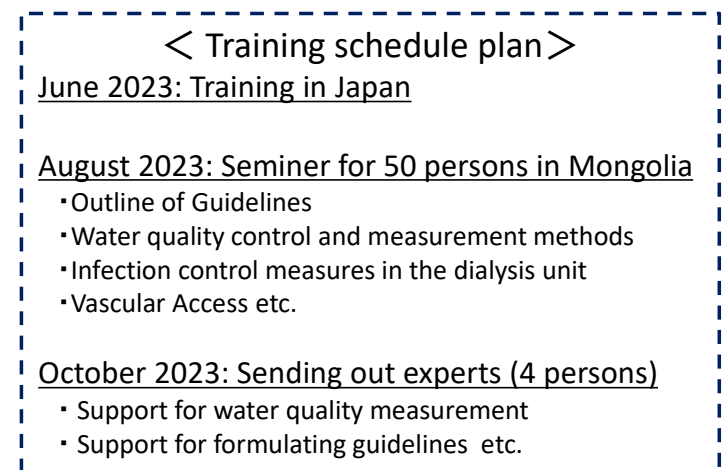 ＜ Training schedule plan＞
June 2023: Training in Japan
August 2023: Seminer for 50 persons in Mongolia
・Outline of Guidelines
・Water quality control and measurement methods
・Infection control measures in the dialysis unit
・Vascular Access etc.
October 2023: Sending out experts (4 persons)
・ Support for water quality measurement
・ Support for formulating guidelines etc.